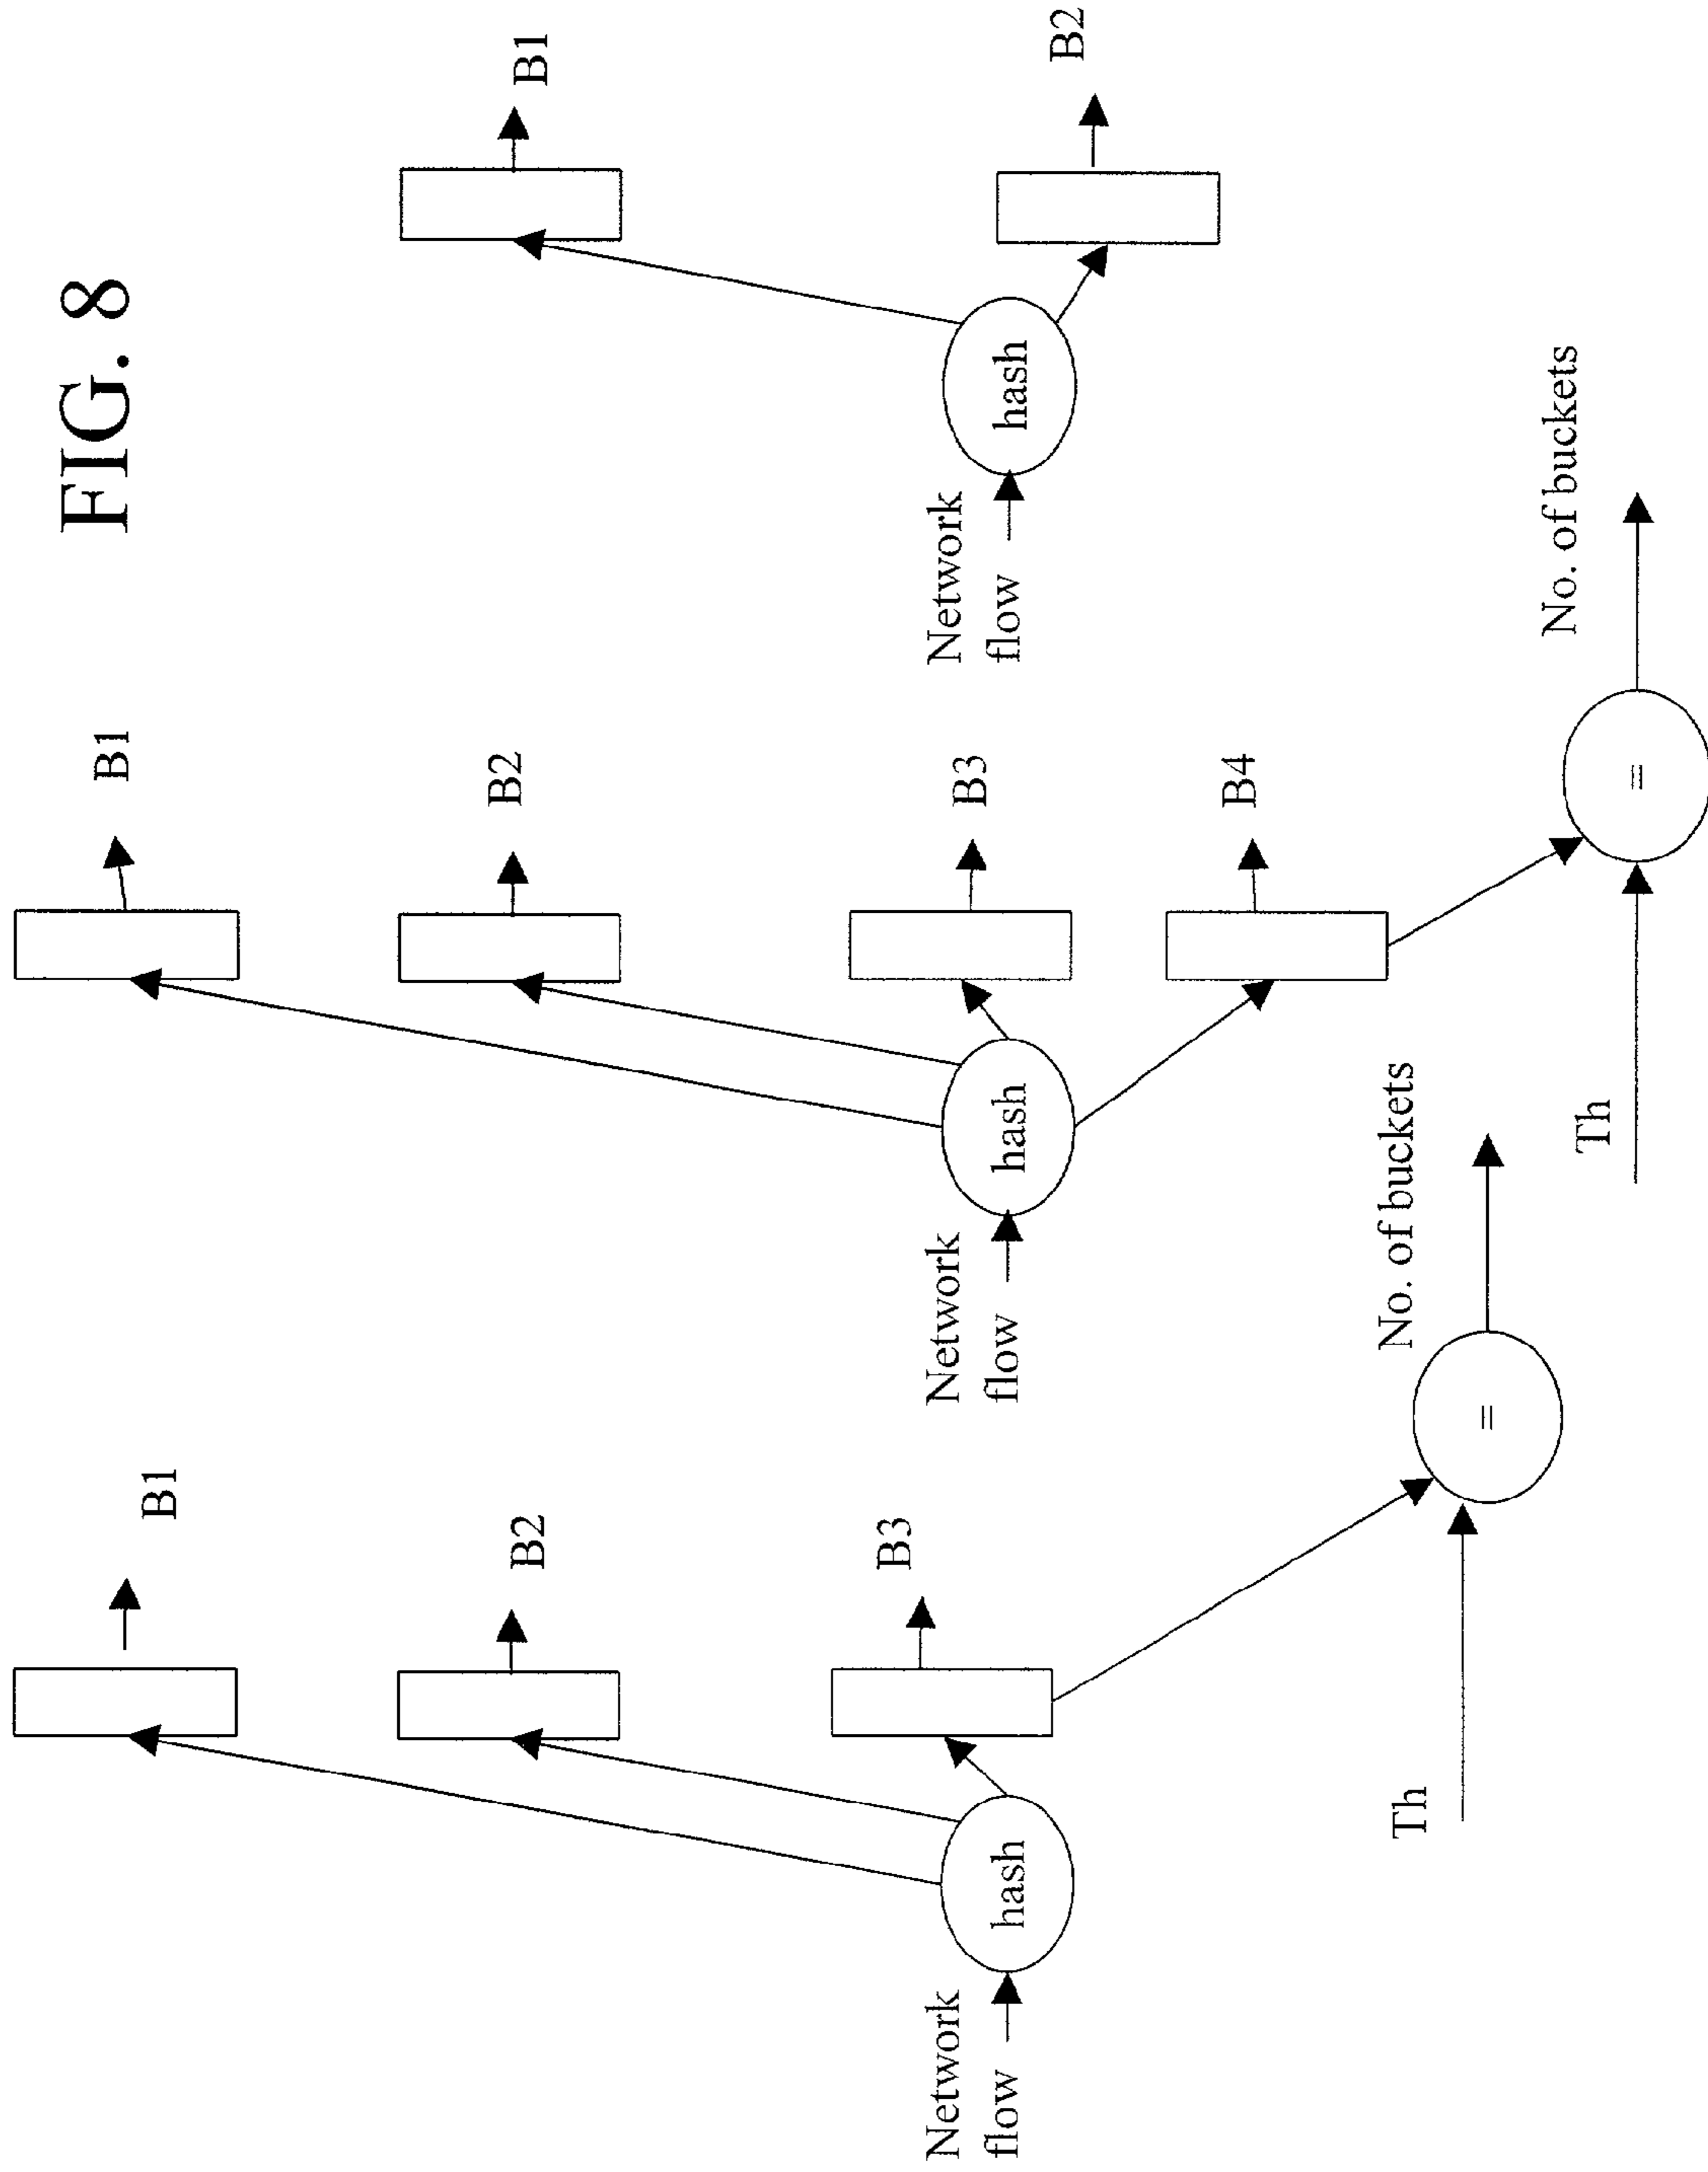 FIG. 8
B1
B2
B3
Network
flow
hash
Th
=
No. of buckets
B1
B2
B3
B4
Network
flow
hash
Th
=
No. of buckets
B1
B2
Network
flow
hash